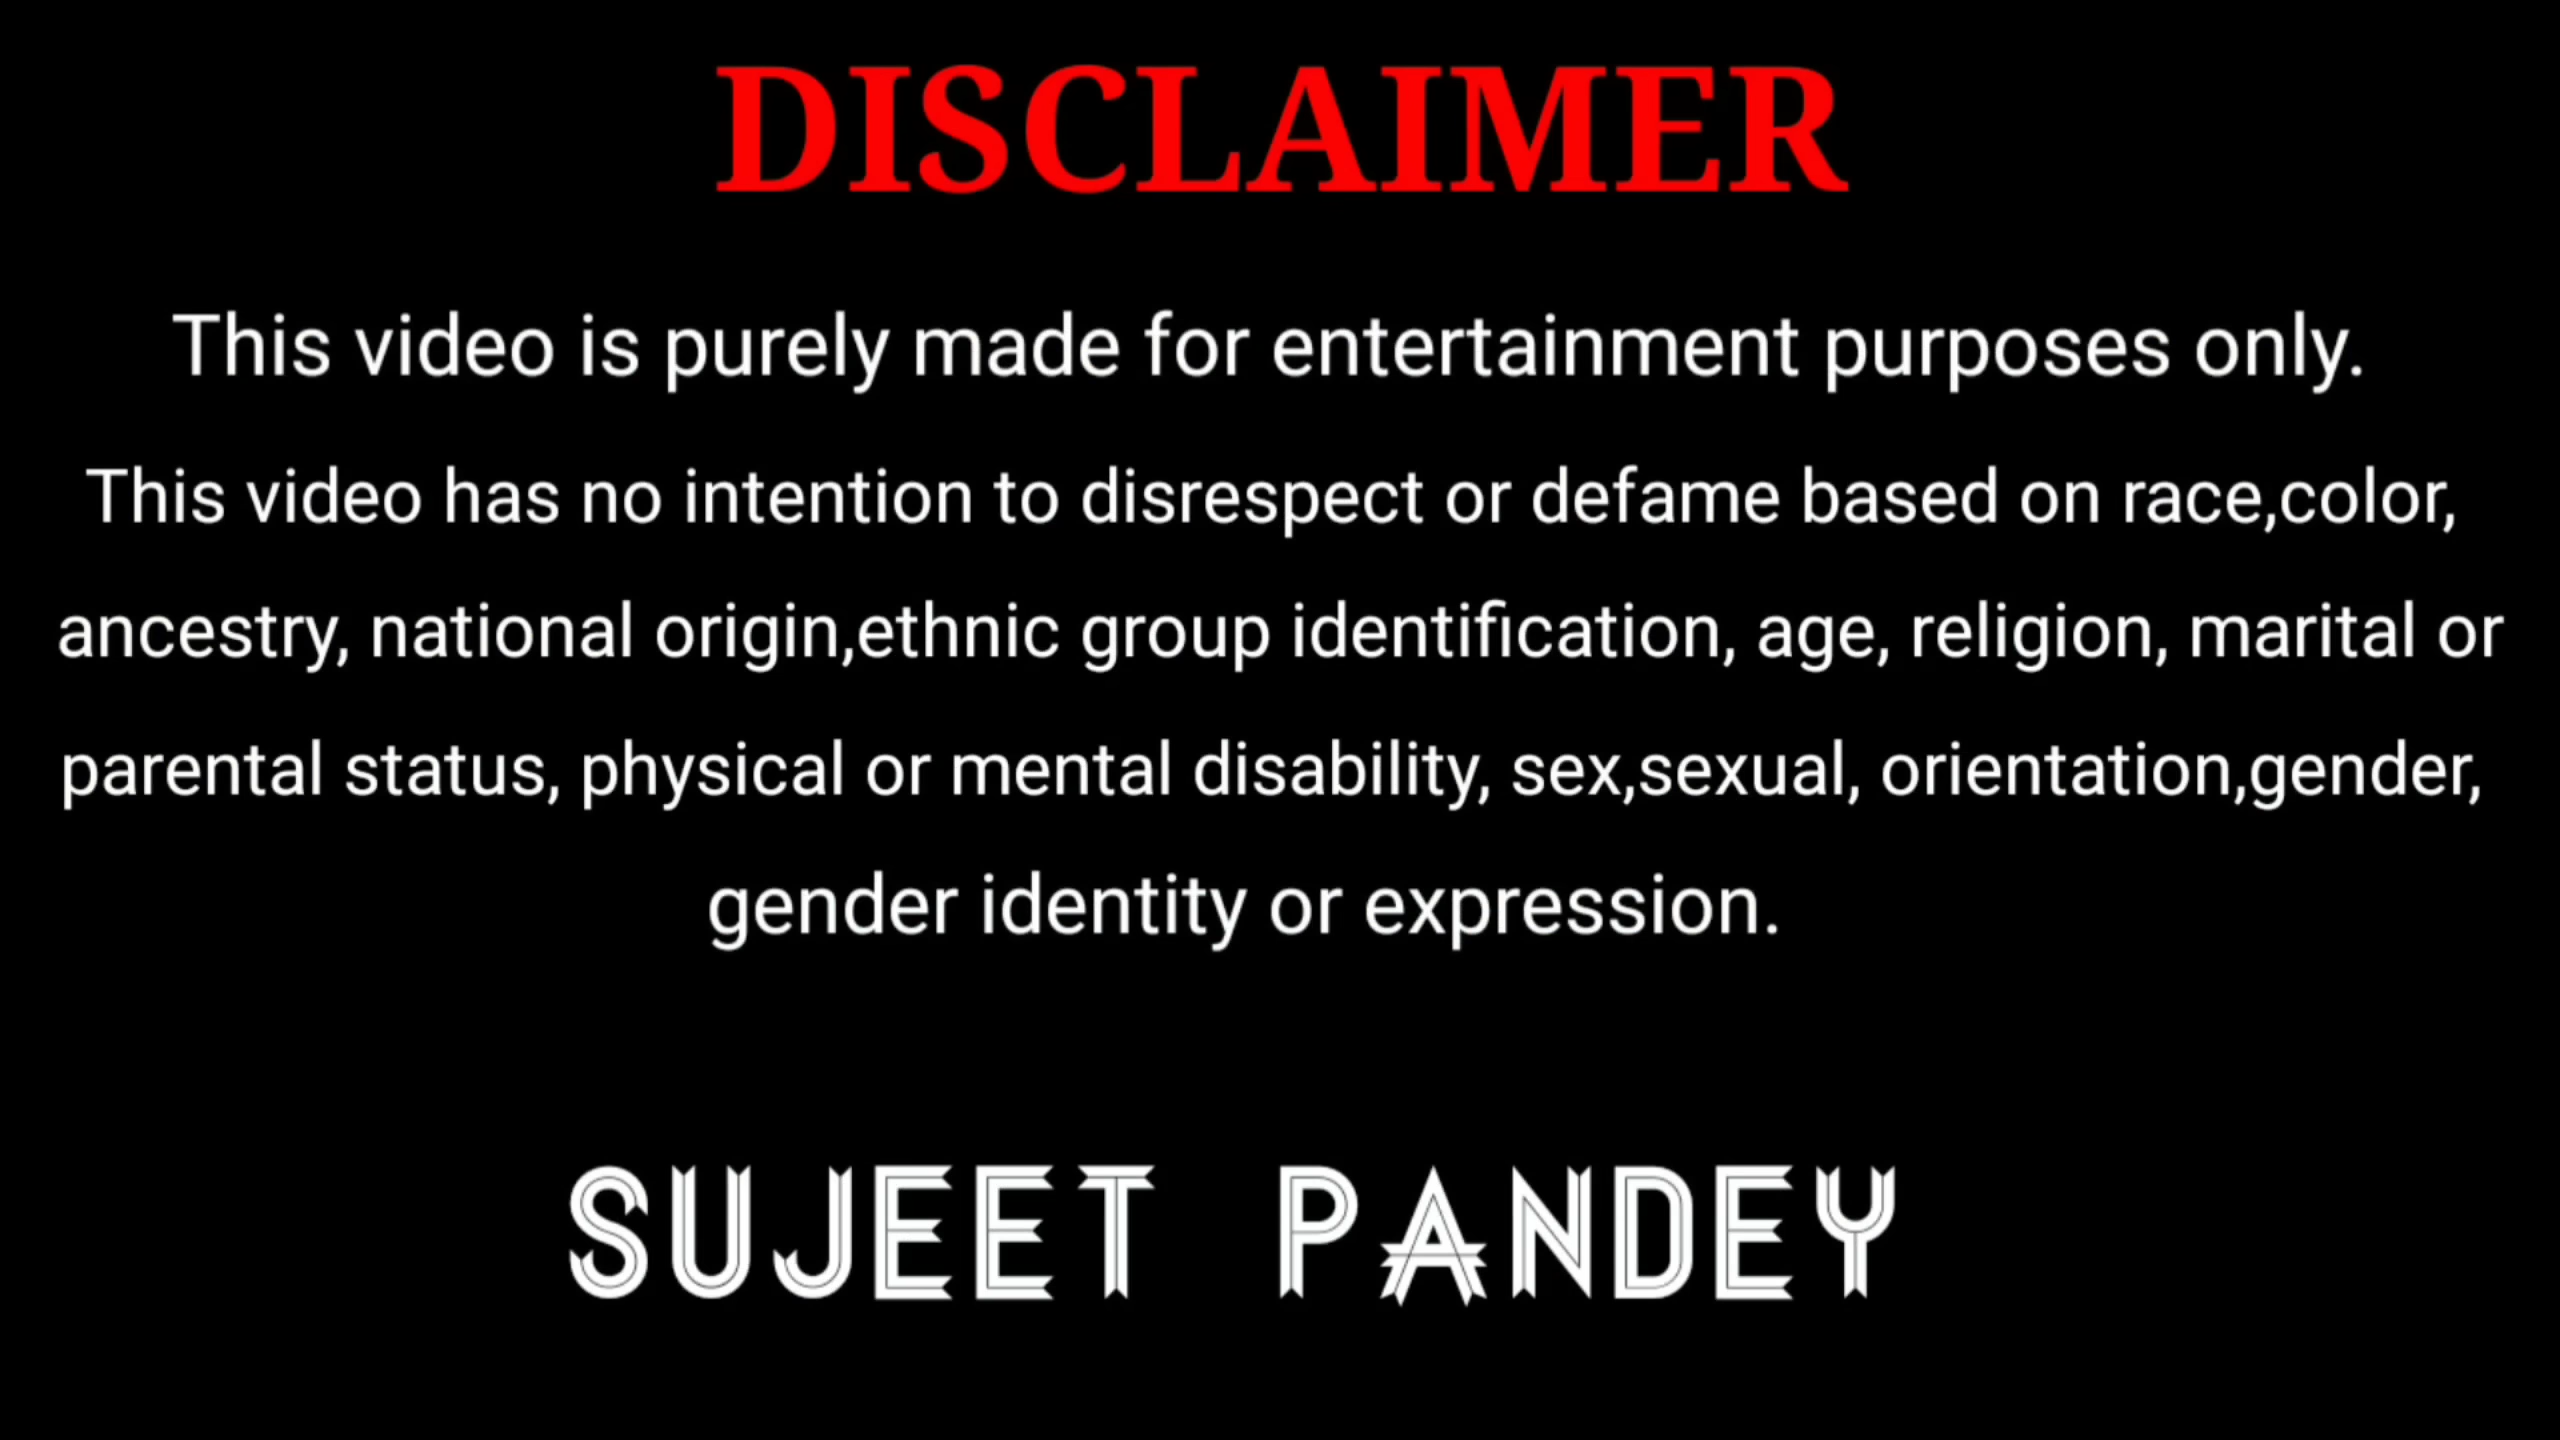 DISCLAIMER
This video is purely made for entertainment purposes only.
This video has no intention to disrespect or defame based on race,color,
ancestry, national origin,ethnic group identification, age, religion, marital or
parental status, physical or mental disability, sex,sexual, orientation,gender,
gender identity or expression.
SUJEET PANDEY